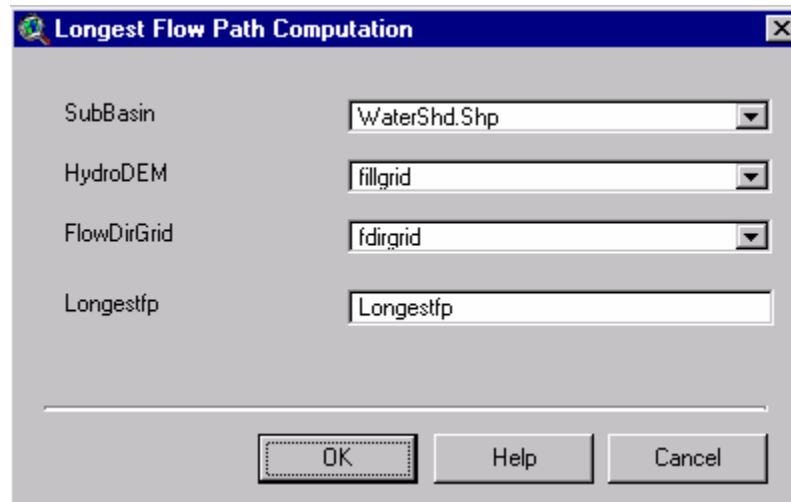 Longest Flow Path Computation
SubBasin WaterShd.Shp
HydroDEM fillgrid
FlowDirGrid fdirgrid
Longestfp Longestfp
OK Help Cancel